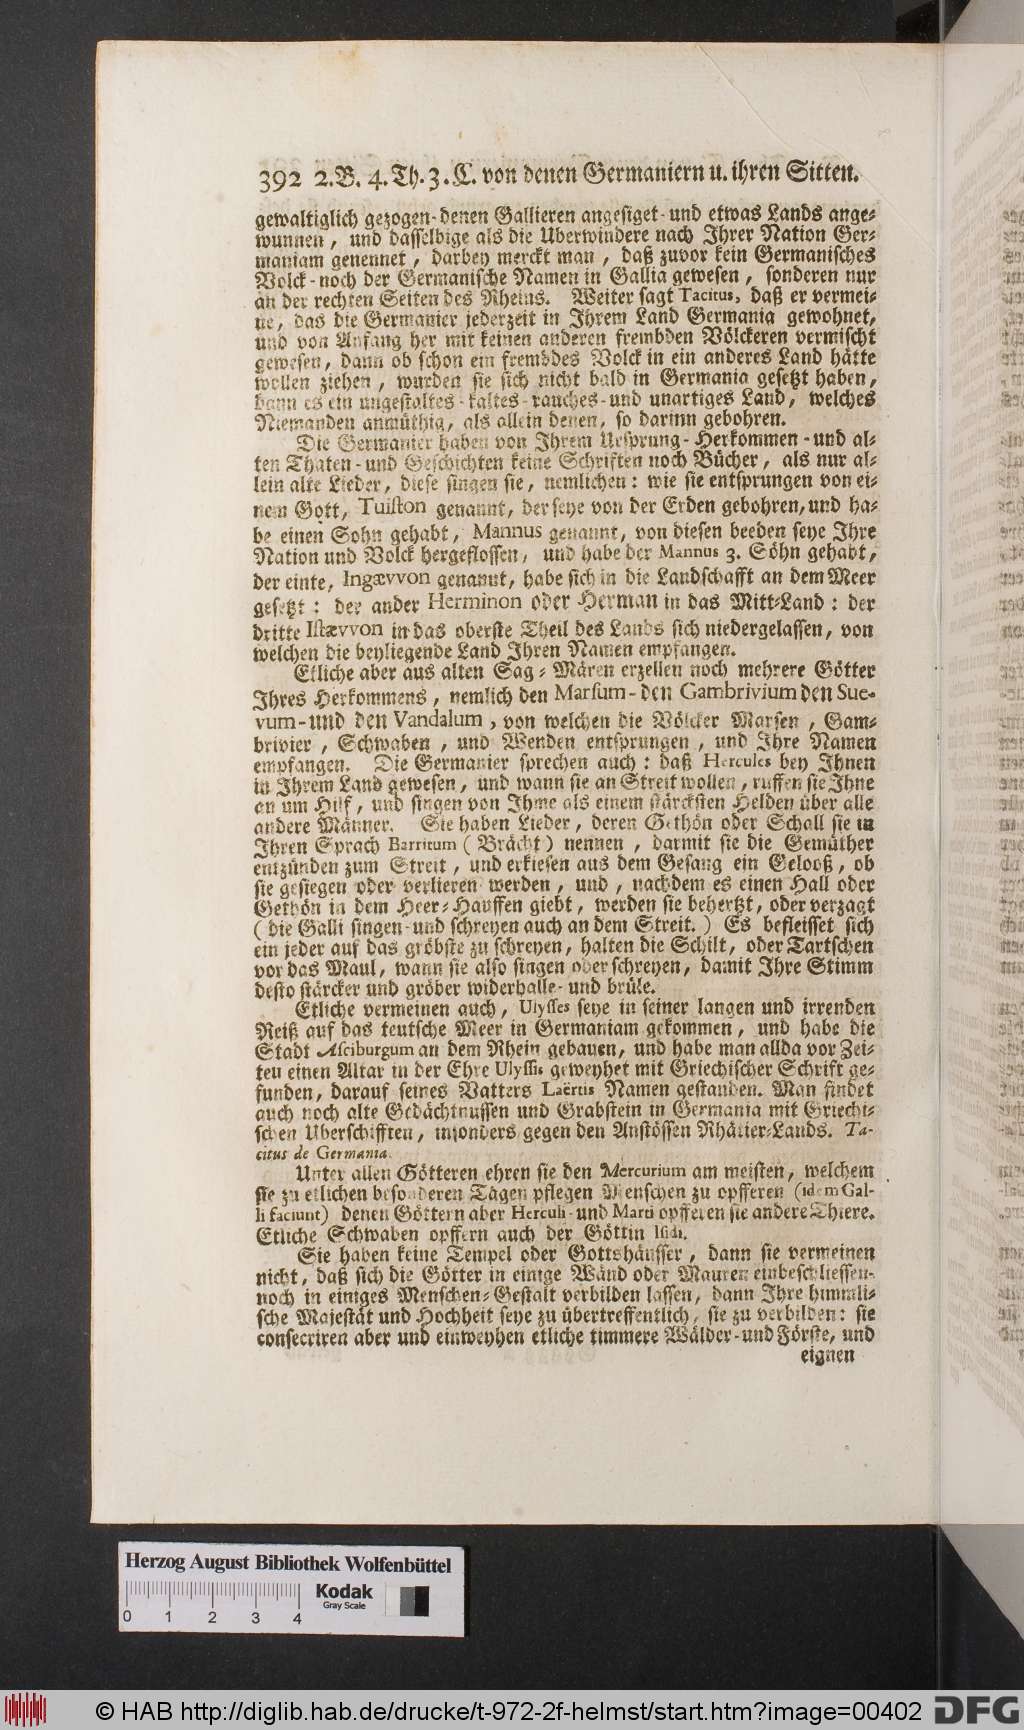 392 2. B. 4. Th. 3. C. von denen Germaniern u. ihren Sitten.
gewaltiglich gezogen-denen Gallieren angesiget-und etwas Lands ange-
wunnen, und dasselbige als die Uberwindere nach Ihrer Nation Ger-
maniam genennet, darbey merckt man, daß zuvor kein Germanisches
Volck-noch der Germanische Namen in Gallia gewesen, sonderen nur
an der rechten Seiten des Rheins. Weiter sagt Tacitus, daß er vermei-
ne, das die Germanier jederzeit in Ihrem Land Germania gewohnet,
und von Anfang her mit keinen anderen frembden Völckeren vermischt
gewesen, dann ob schon ein frembdes Volck in ein anderes Land hätte
wollen ziehen, wurden sie sich nicht bald in Germania gesetzt haben,
dann es ein ungestaltes-kaltes-rauches-und unartiges Land, welches
Niemanden anmüthig, als allein denen, so darinn gebohren.
Die Germanier haben von Ihrem Ursprung-Herkommen-und al-
ten Thaten-und Geschichten keine Schriften noch Bücher, als nur al-
lein alte Lieder, diese singen sie, nemlichen: wie sie entsprungen von ei-
nem Gott, Tuiston genannt, der seye von der Erden gebohren, und ha-
be einen Sohn gehabt, Mannus genannt, von diesen beeden seye Ihre
Nation und Volck hergeflossen, und habe der Mannus 3. Söhn gehabt,
der einte, Ingævvon genannt, habe sich in die Landschafft an dem Meer
gesetzt: der ander Herminon oder Herman in das Mitt-Land: der
dritte Istævvon in das oberste Theil des Lands sich niedergelassen, von
welchen die beyliegende Land Ihren Namen empfangen.
Etliche aber aus alten Sag-Mären erzellen noch mehrere Götter
Ihres Herkommens, nemlich den Marsum-den Gambrivium den Sue-
vum-und den Vandalum, von welchen die Völcker Marsen, Gam-
brivier, Schwaben, und Wenden entsprungen, und Ihre Namen
empfangen. Die Germanier sprechen auch: daß Hercules bey Ihnen
in Ihrem Land gewesen, und wann sie an Streit wollen, ruffen sie Ihne
an um Hilf, und singen von Ihme als einem stärcksten Helden über alle
andere Männer. Sie haben Lieder, deren Gethön oder Schall sie in
Ihren Sprach Barritum (Brächt) nennen, darmit sie die Gemüther
entzünden zum Streit, und erkiesen aus dem Gesang ein Gelooß, ob
sie gesiegen oder verlieren werden, und, nachdem es einen Hall oder
Gethön in dem Heer-Hauffen giebt, werden sie behertzt, oder verzagt
(die Galli singen-und schreyen auch an dem Streit.) Es befleisset sich
ein jeder auf das gröbste zu schreyen, halten die Schilt, oder Tartschen
vor das Maul, wann sie also singen oder schreyen, damit Ihre Stimm
desto stärcker und gröber widerhalle-und brüle.
Etliche vermeinen auch, Ulysses seye in seiner langen und irrenden
Reiß auf das teutsche Meer in Germaniam gekommen, und habe die
Stadt Asciburgum an dem Rhein gebauen, und habe man allda vor Zei-
ten einen Altar in der Ehre Ulyssis geweyhet mit Griechischer Schrift ge-
funden, darauf seines Vatters Laërtis Namen gestanden. Man findet
auch noch alte Gedächtnussen und Grabstein in Germania mit Griechi-
schen Uberschifften, insonders gegen den Anstössen Rhätier-Lands. Ta-
citus de Germania.
Unter allen Götteren ehren sie den Mercurium am meisten, welchem
sie zu etlichen besonderen Tägen pflegen Menschen zu opfferen (idem Gal-
li faciunt) denen Göttern aber Herculi-und Marti opfferen sie andere Thiere.
Etliche Schwaben opffern auch der Göttin Isidi.
Sie haben keine Tempel oder Gottshäusser, dann sie vermeinen
nicht, daß sich die Götter in einige Wänd oder Mauren einbeschliessen-
noch in einiges Menschen-Gestalt verbilden lassen, dann Ihre himmli-
sche Majestät und Hochheit seye zu übertreffentlich, sie zu verbilden: sie
consecriren aber und einweyhen etliche timmere Wälder-und Förste, und
eignen
Herzog August Bibliothek Wolfenbüttel
Kodak
Gray Scale
0 1 2 3 4
© HAB http://diglib.hab.de/drucke/t-972-2f-helmst/start.htm?image=00402
DFG